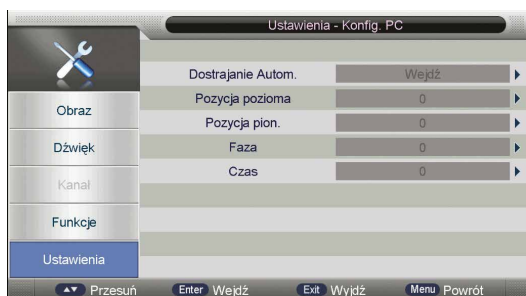 Ustawienia - Konfig. PC
Dostrajanie Autom. Wejdź
Pozycja pozioma 0
Pozycja pion. 0
Faza 0
Czas 0
Obraz
Dźwięk
Kanał
Funkcje
Ustawienia
Przesuń Enter Wejdź Exit Wyjdź Menu Powrót